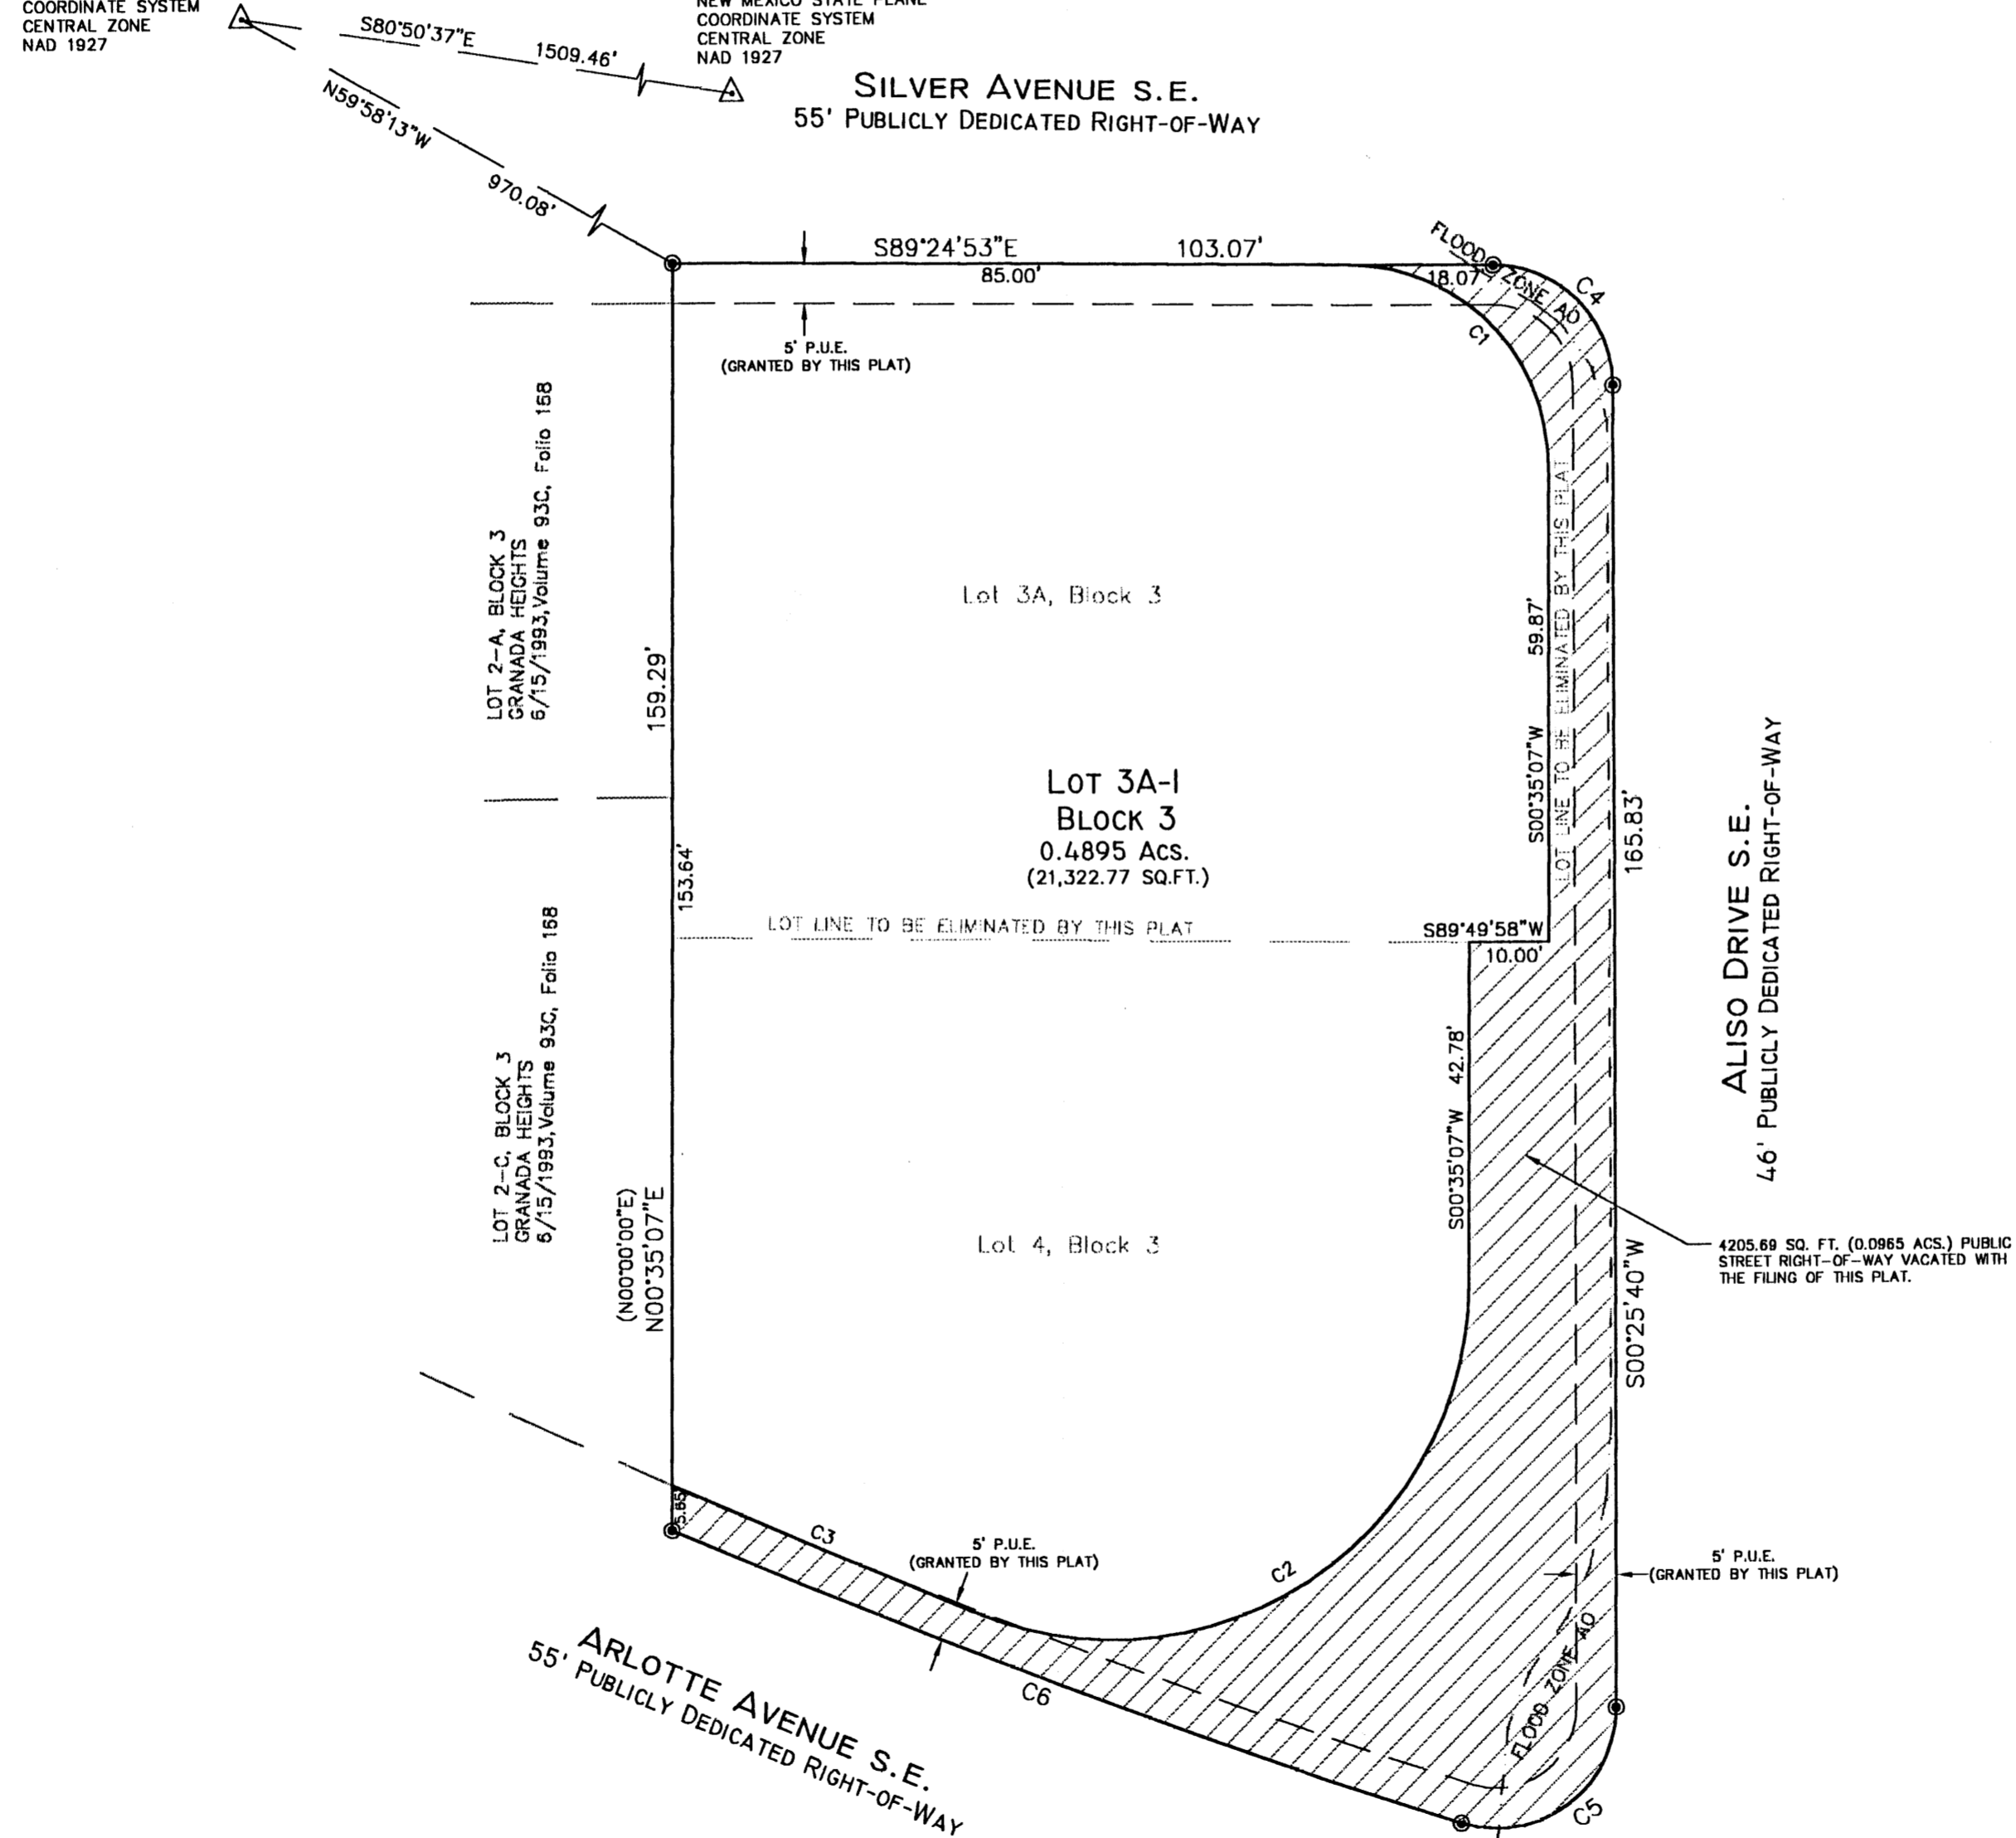 COORDINATE SYSTEM
CENTRAL ZONE
NAD 1927
NEW MEXICO STATE PLANE
COORDINATE SYSTEM
CENTRAL ZONE
NAD 1927
S80°50'37"E
1509.46'
N59°58'13"W
970.08'
SILVER AVENUE S.E.
55' PUBLICLY DEDICATED RIGHT-OF-WAY
S89°24'53"E 103.07'
85.00'
18.07'
FLOOD ZONE AO
C4
C1
5' P.U.E.
(GRANTED BY THIS PLAT)
LOT 2-A, BLOCK 3
GRANADA HEIGHTS
6/15/1993,Volume 93C, Folio 158
Lot 3A, Block 3
159.29'
S00°35'07"W 59.87'
LOT LINE TO BE ELIMINATED BY THIS PLAT
LOT 3A-1
BLOCK 3
0.4895 ACS.
(21,322.77 SQ.FT.)
153.64'
165.83'
ALISO DRIVE S.E.
46' PUBLICLY DEDICATED RIGHT-OF-WAY
LOT LINE TO BE ELIMINATED BY THIS PLAT
S89°49'58"W
10.00'
LOT 2-C, BLOCK 3
GRANADA HEIGHTS
6/15/1993,Volume 93C, Folio 168
S00°35'07"W 42.78'
(N00°00'00"E)
N00°35'07"E
Lot 4, Block 3
S00°25'40"W
4205.69 SQ. FT. (0.0965 ACS.) PUBLIC
STREET RIGHT-OF-WAY VACATED WITH
THE FILING OF THIS PLAT.
5.65'
C3
5' P.U.E.
(GRANTED BY THIS PLAT)
C2
5' P.U.E.
(GRANTED BY THIS PLAT)
C6
FLOOD ZONE AO
C5
ARLOTTE AVENUE S.E.
55' PUBLICLY DEDICATED RIGHT-OF-WAY